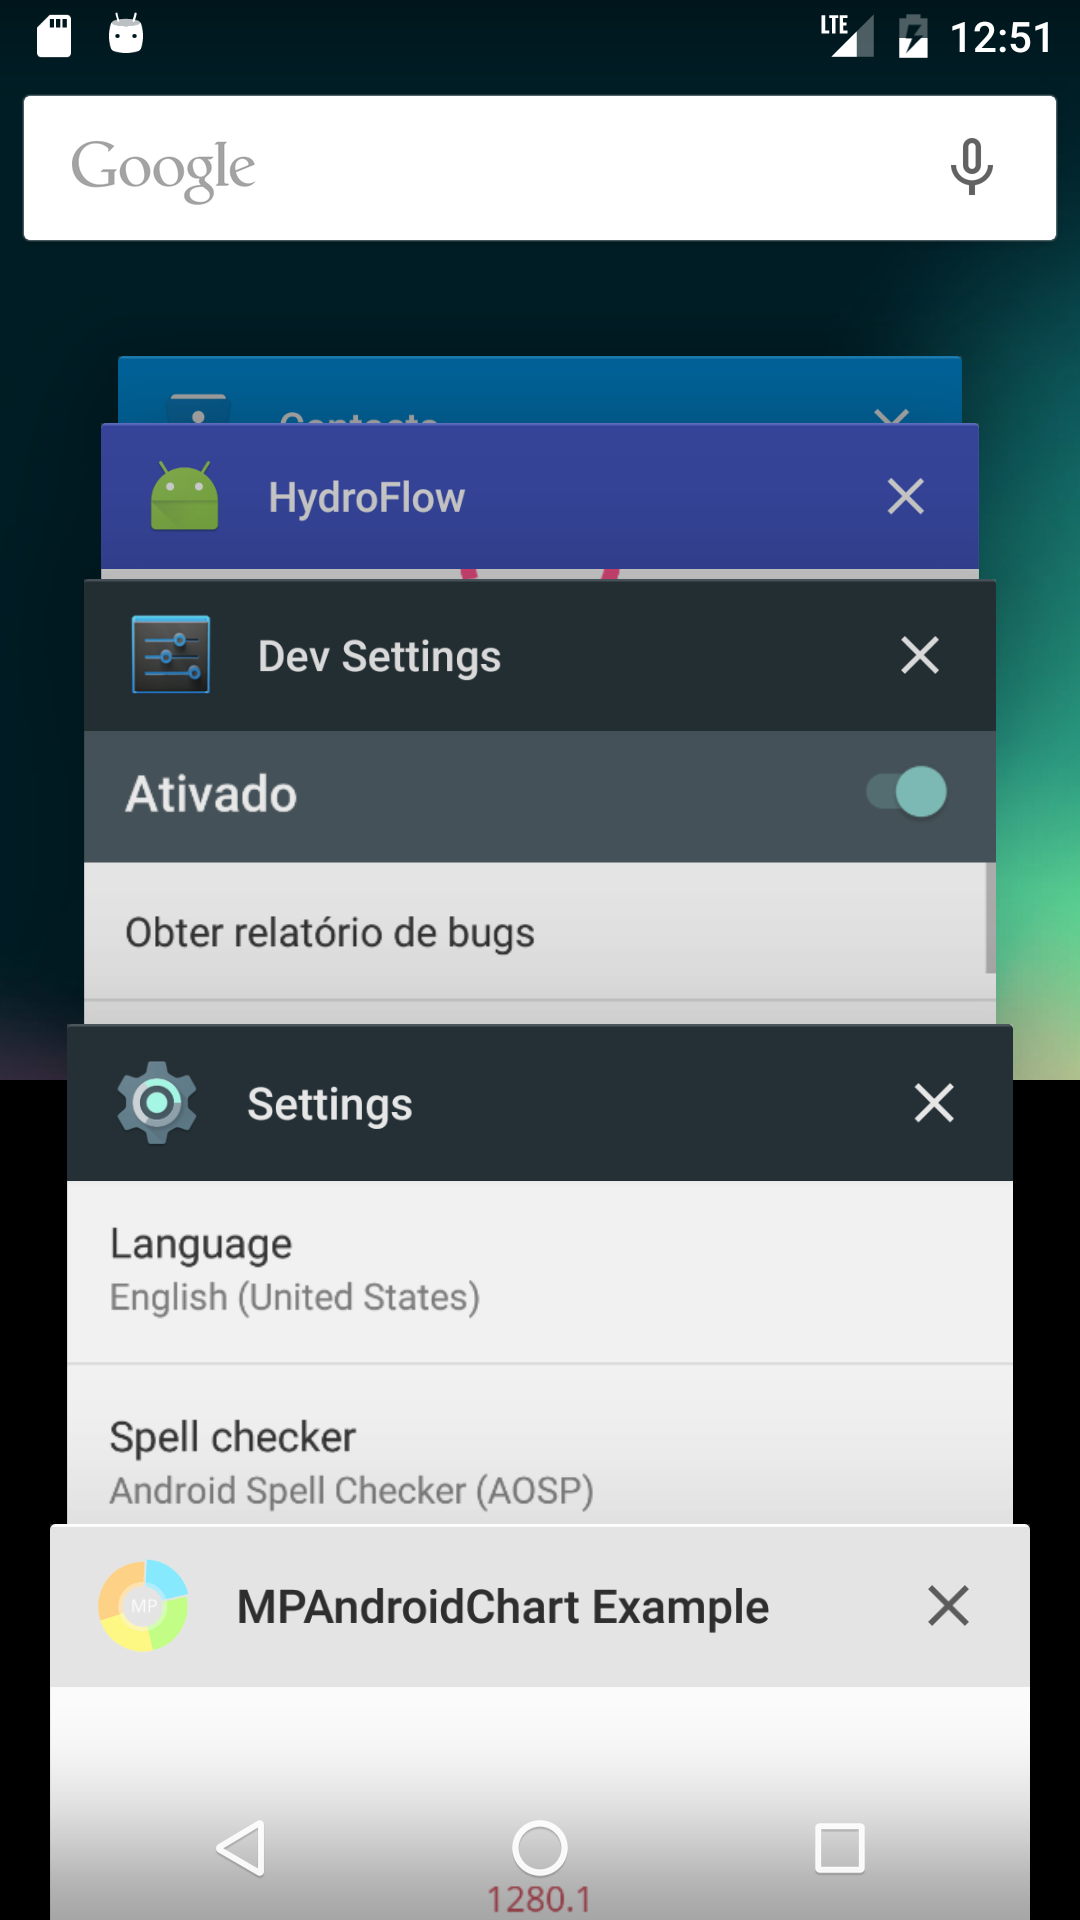 LTE 12:51
Google
Contacts
HydroFlow
Dev Settings
Ativado
Obter relatório de bugs
Settings
Language
English (United States)
Spell checker
Android Spell Checker (AOSP)
MP MPAndroidChart Example
1280.1